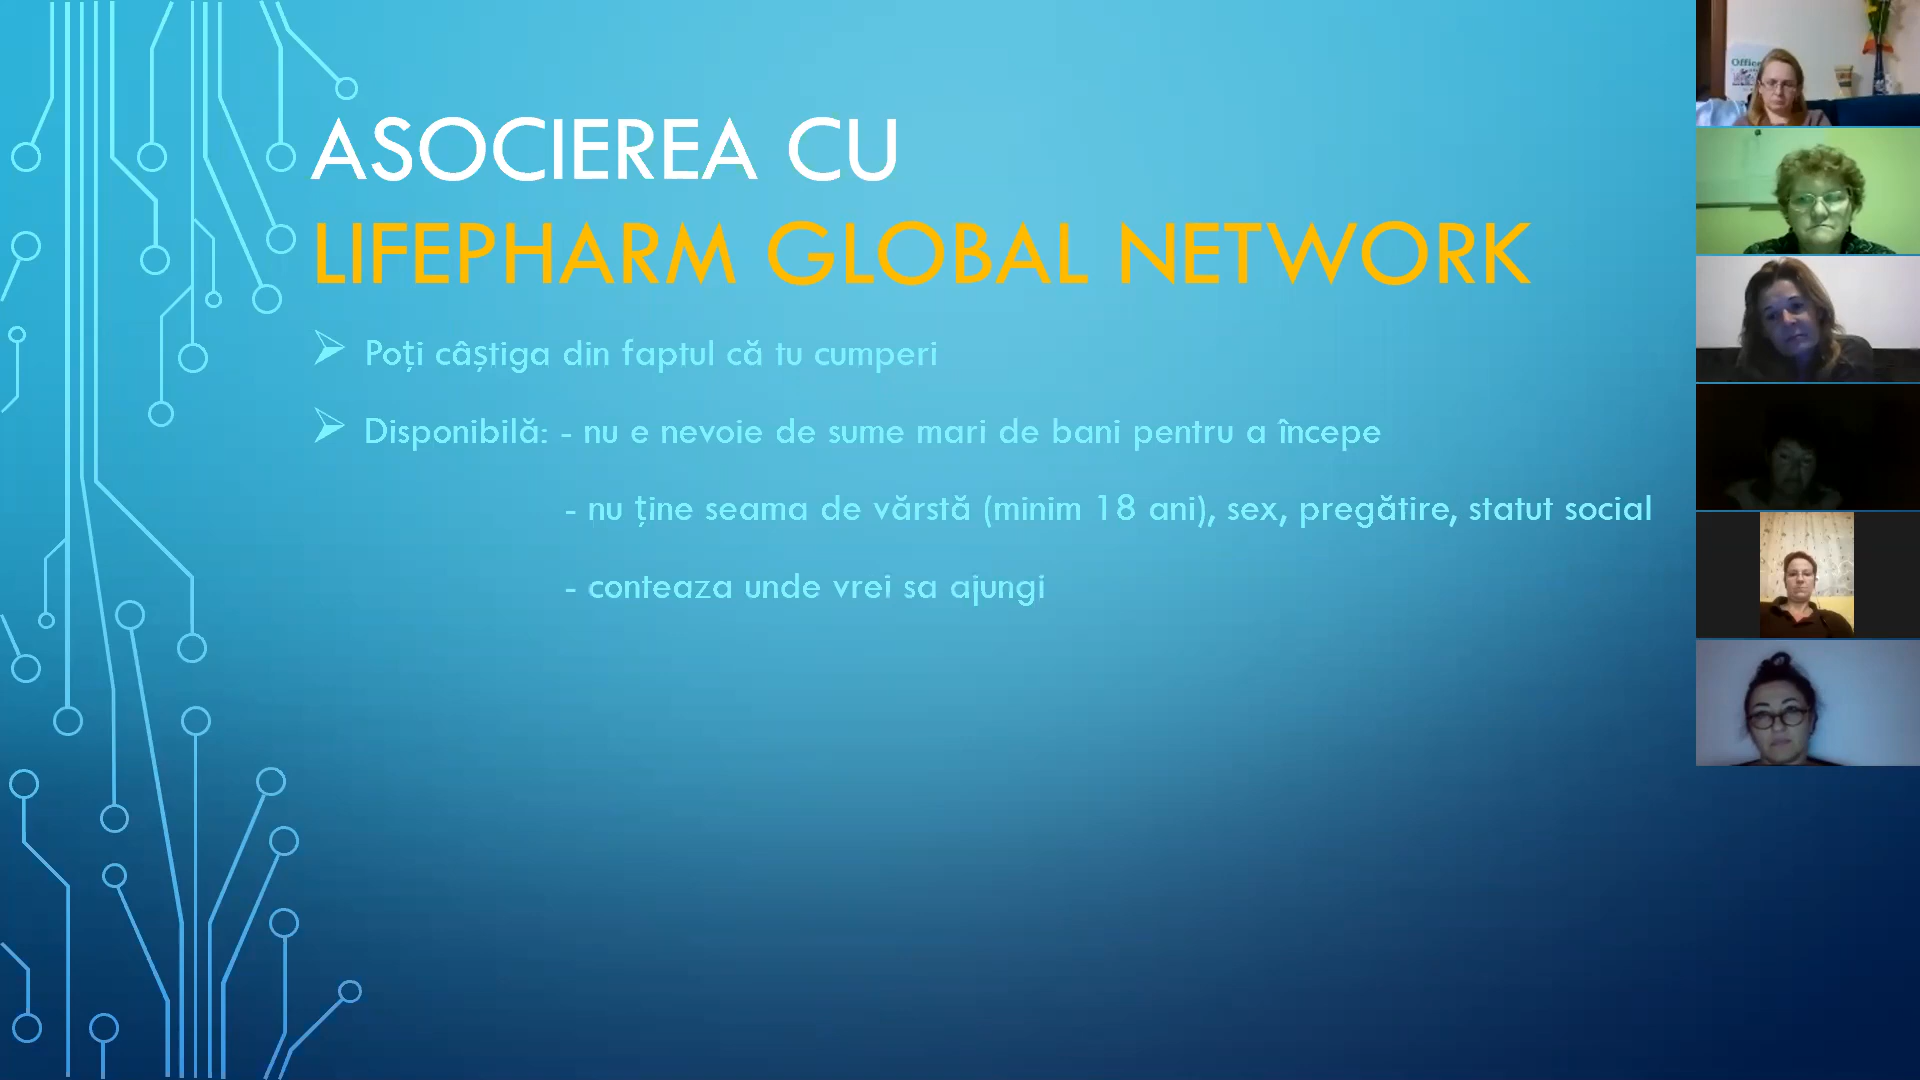 ASOCIEREA CU
LIFEPHARM GLOBAL NETWORK
Poți câștiga din faptul că tu cumperi
Disponibilă: - nu e nevoie de sume mari de bani pentru a începe
- nu ține seama de vărstă (minim 18 ani), sex, pregătire, statut social
- conteaza unde vrei sa ajungi
Office